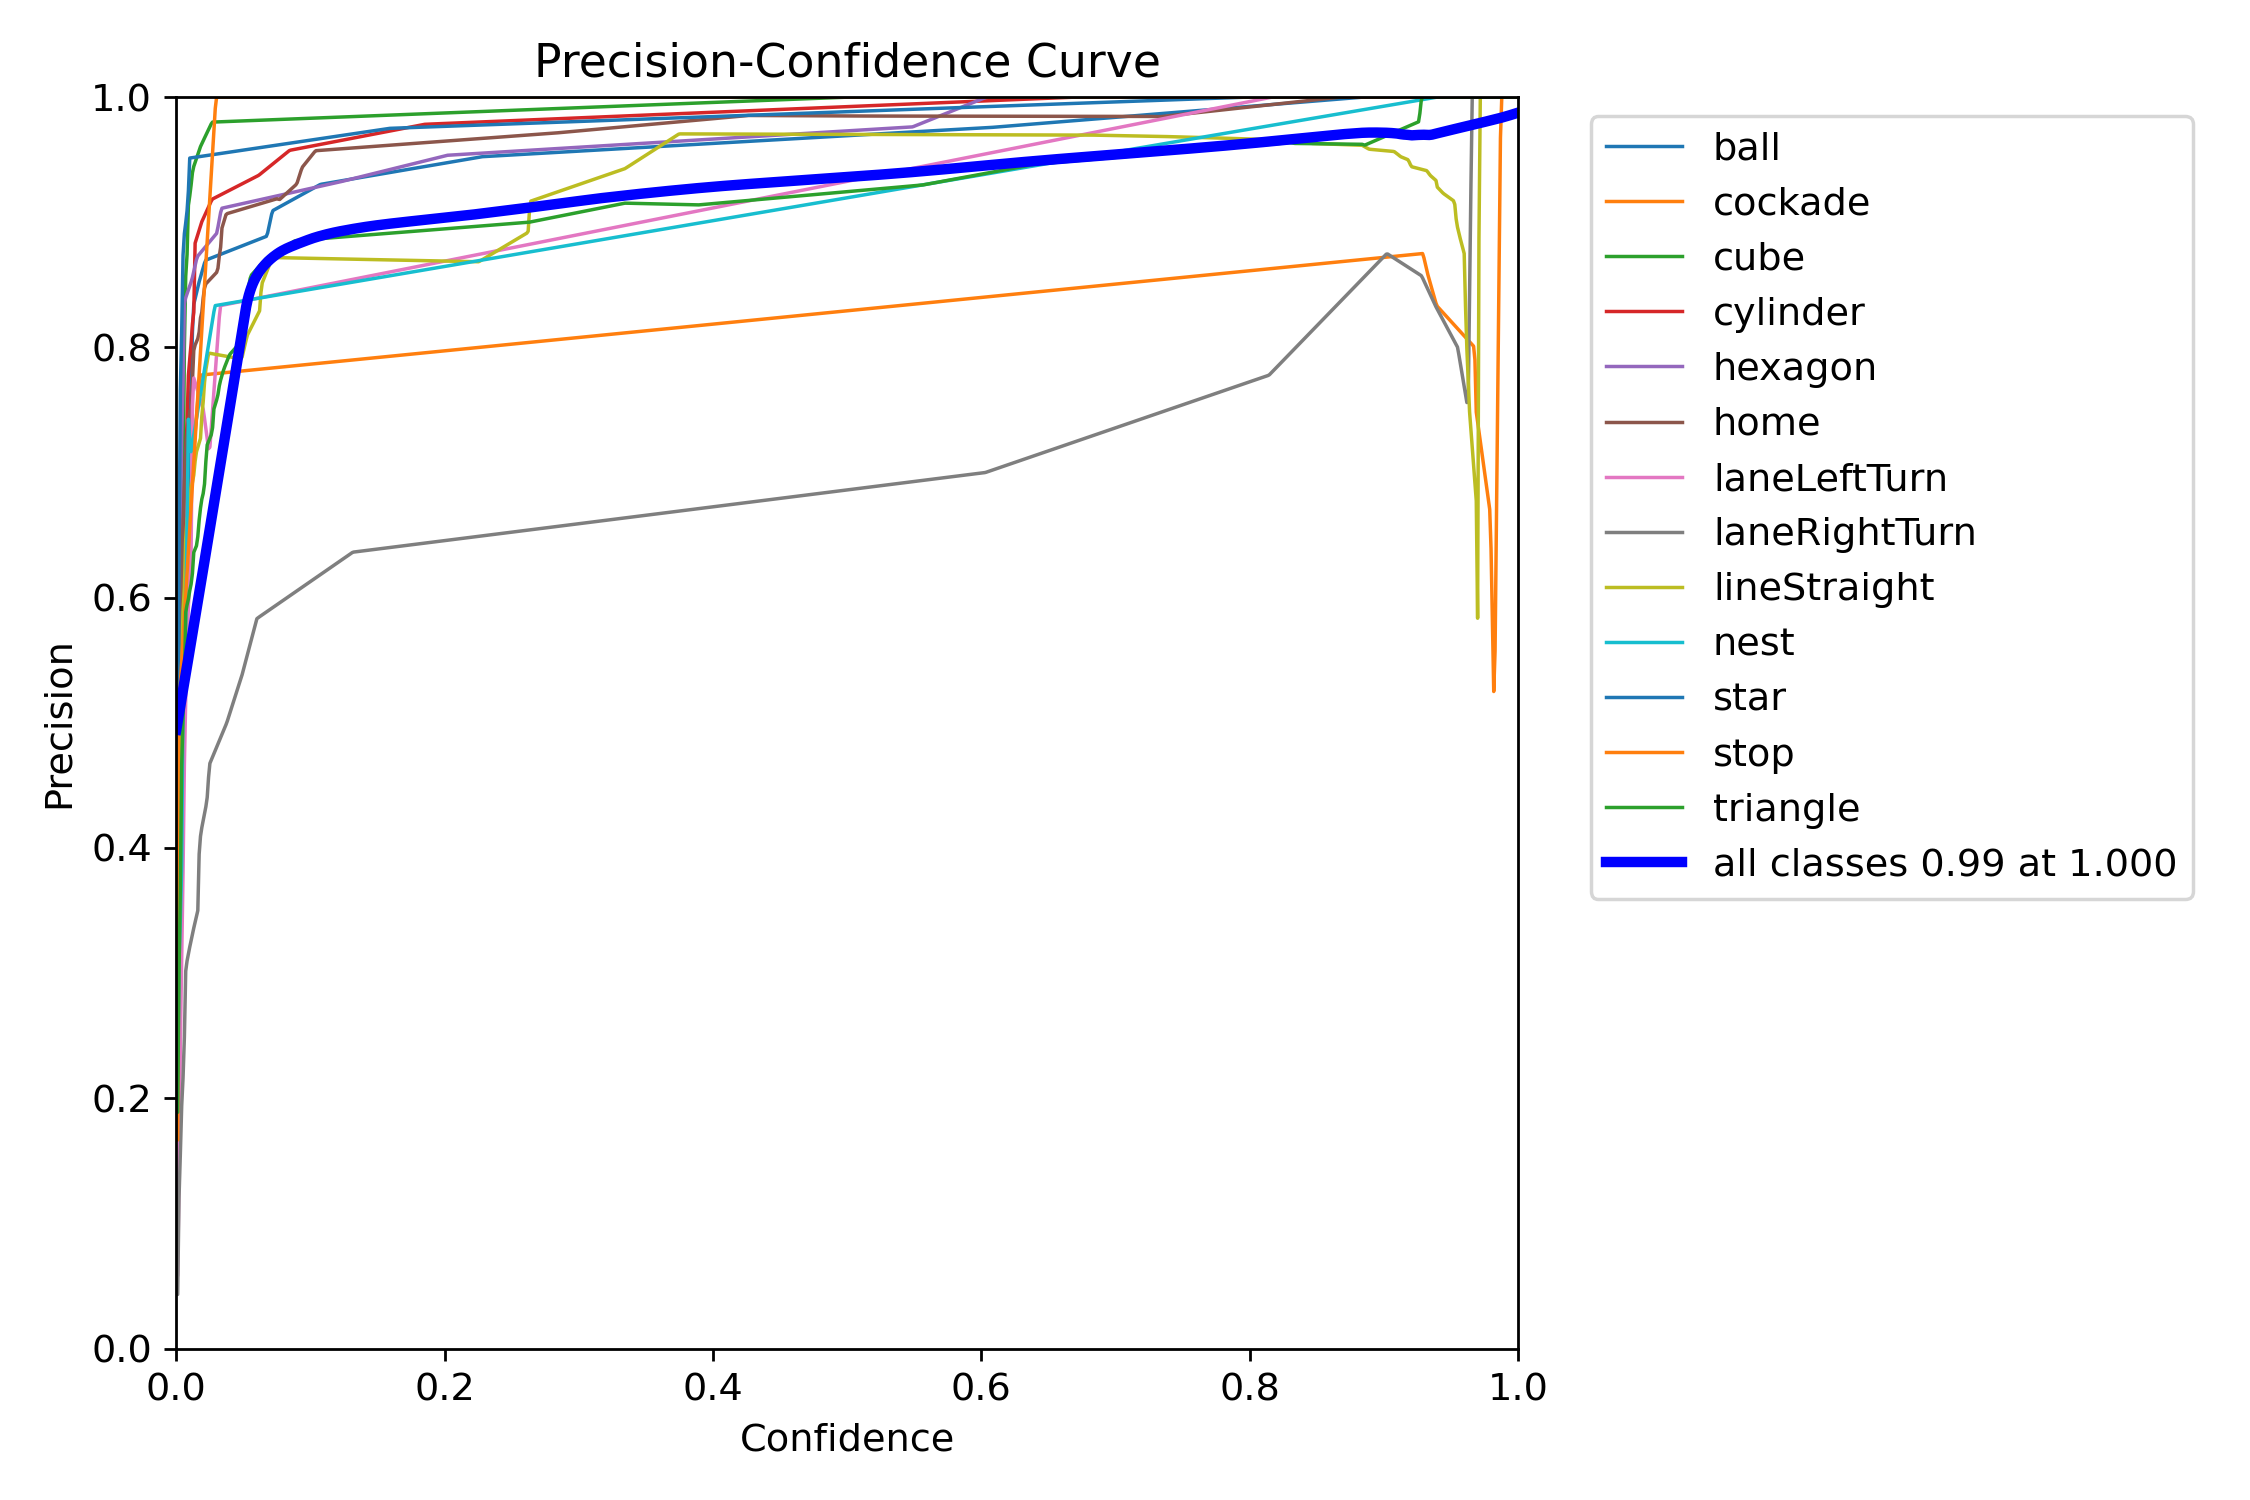 Precision-Confidence Curve
1.0
0.8
0.6
0.4
0.2
0.0
Precision
0.0 0.2 0.4 0.6 0.8 1.0
Confidence
ball
cockade
cube
cylinder
hexagon
home
laneLeftTurn
laneRightTurn
lineStraight
nest
star
stop
triangle
all classes 0.99 at 1.000